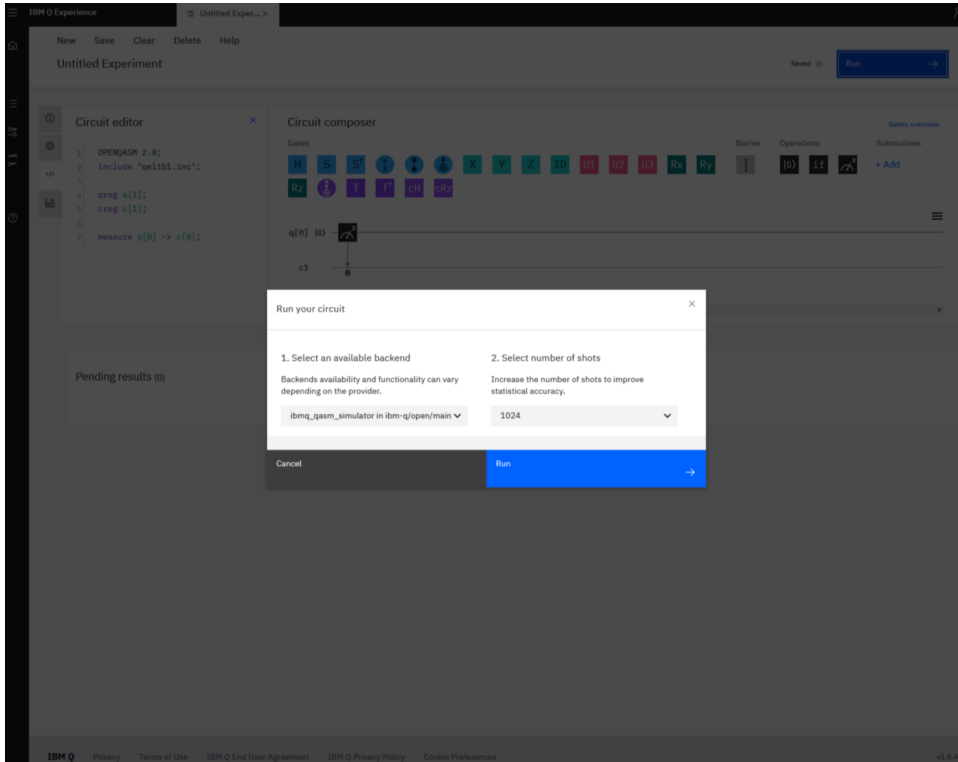 IBM Q Experience
Untitled Exper... ×
New Save Clear Delete Help
Untitled Experiment
Saved
Run →
Circuit editor ×
1 OPENQASM 2.0;
2 include "qelib1.inc";
3
4 qreg q[1];
5 creg c[1];
6
7 measure q[0] -> c[0];
Circuit composer
Gates overview
Gates
Barrier
Operations
Subroutines
H S S† X Y Z ID U1 U2 U3 Rx Ry
|0⟩ if z
+ Add
Rz T T† cH cRz
q[0] |0⟩ z
c1 0
Run your circuit ×
1. Select an available backend
Backends availability and functionality can vary
depending on the provider.
ibmq_qasm_simulator in ibm-q/open/main
2. Select number of shots
Increase the number of shots to improve
statistical accuracy.
1024
Cancel
Run →
Pending results (0)
IBM Q Privacy Terms of Use IBM Q End User Agreement IBM Q Privacy Policy Cookie Preferences